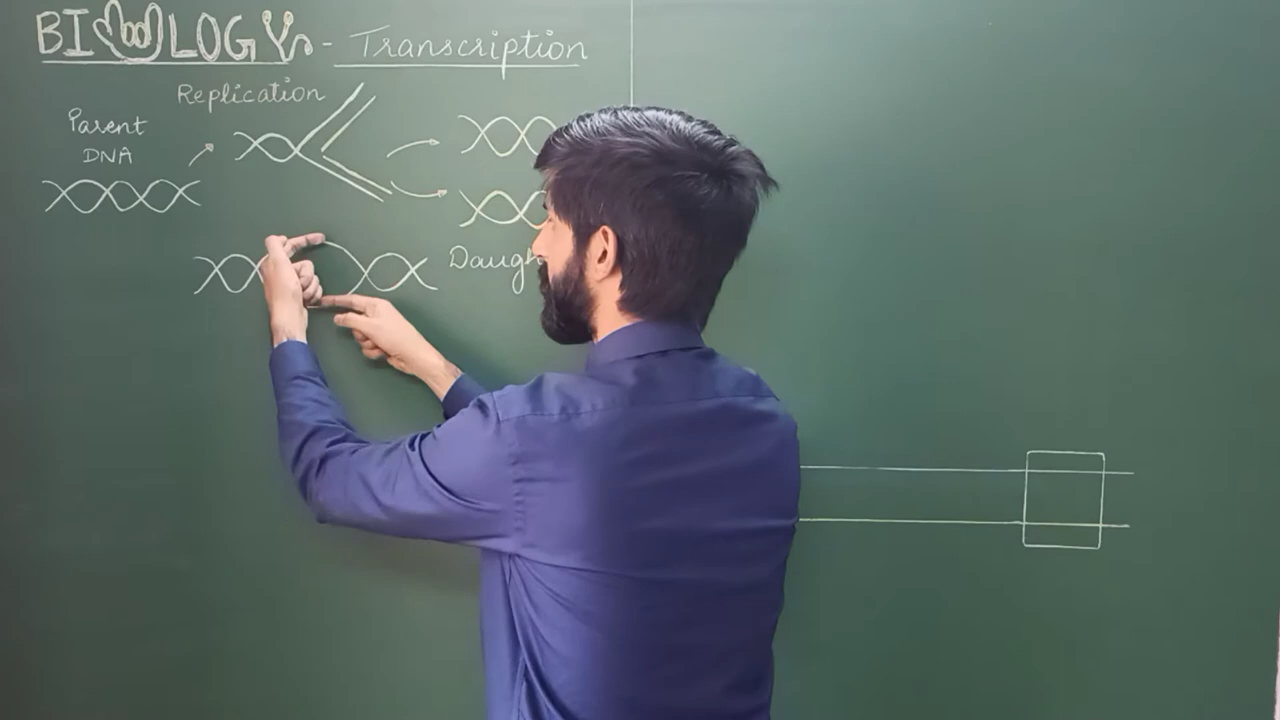 BIOLOGY - Transcription
Replication
Parent
DNA
Daugh